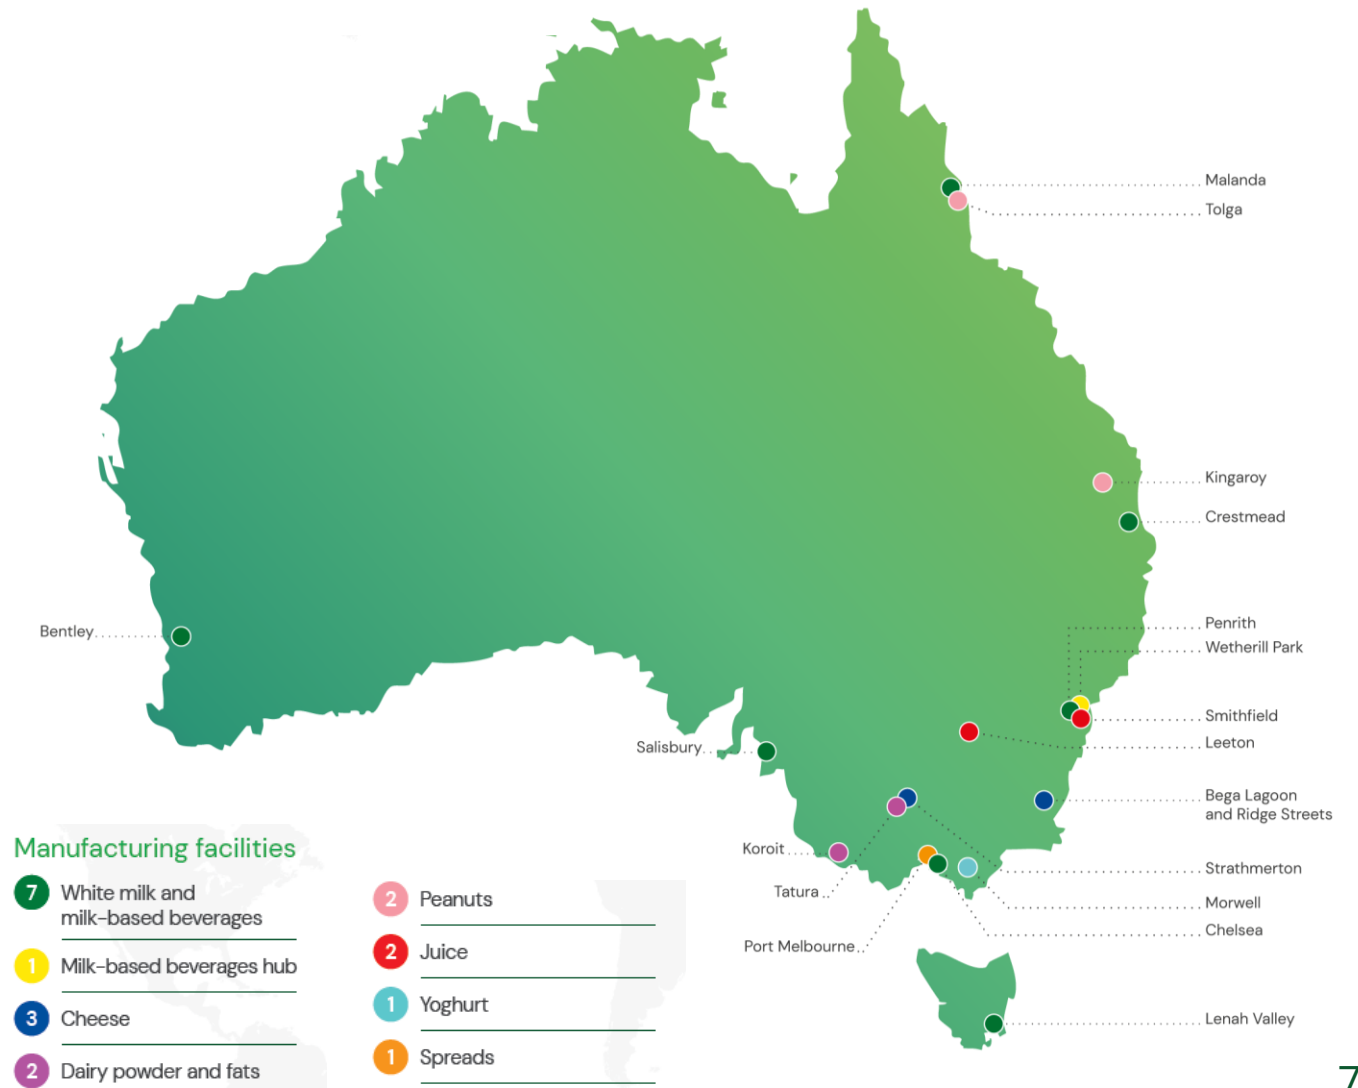 Malanda
Tolga
Kingaroy
Crestmead
Penrith
Wetherill Park
Smithfield
Leeton
Bega Lagoon
and Ridge Streets
Strathmerton
Morwell
Chelsea
Lenah Valley
Bentley
Salisbury
Koroit
Tatura
Port Melbourne
Manufacturing facilities
7 White milk and
milk-based beverages
1 Milk-based beverages hub
3 Cheese
2 Dairy powder and fats
2 Peanuts
2 Juice
1 Yoghurt
1 Spreads
7